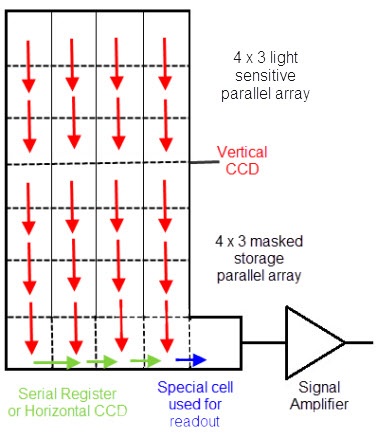 4 x 3 light
sensitive
parallel array
Vertical
CCD
4 x 3 masked
storage
parallel array
Serial Register
or Horizontal CCD
Special cell
used for
readout
Signal
Amplifier